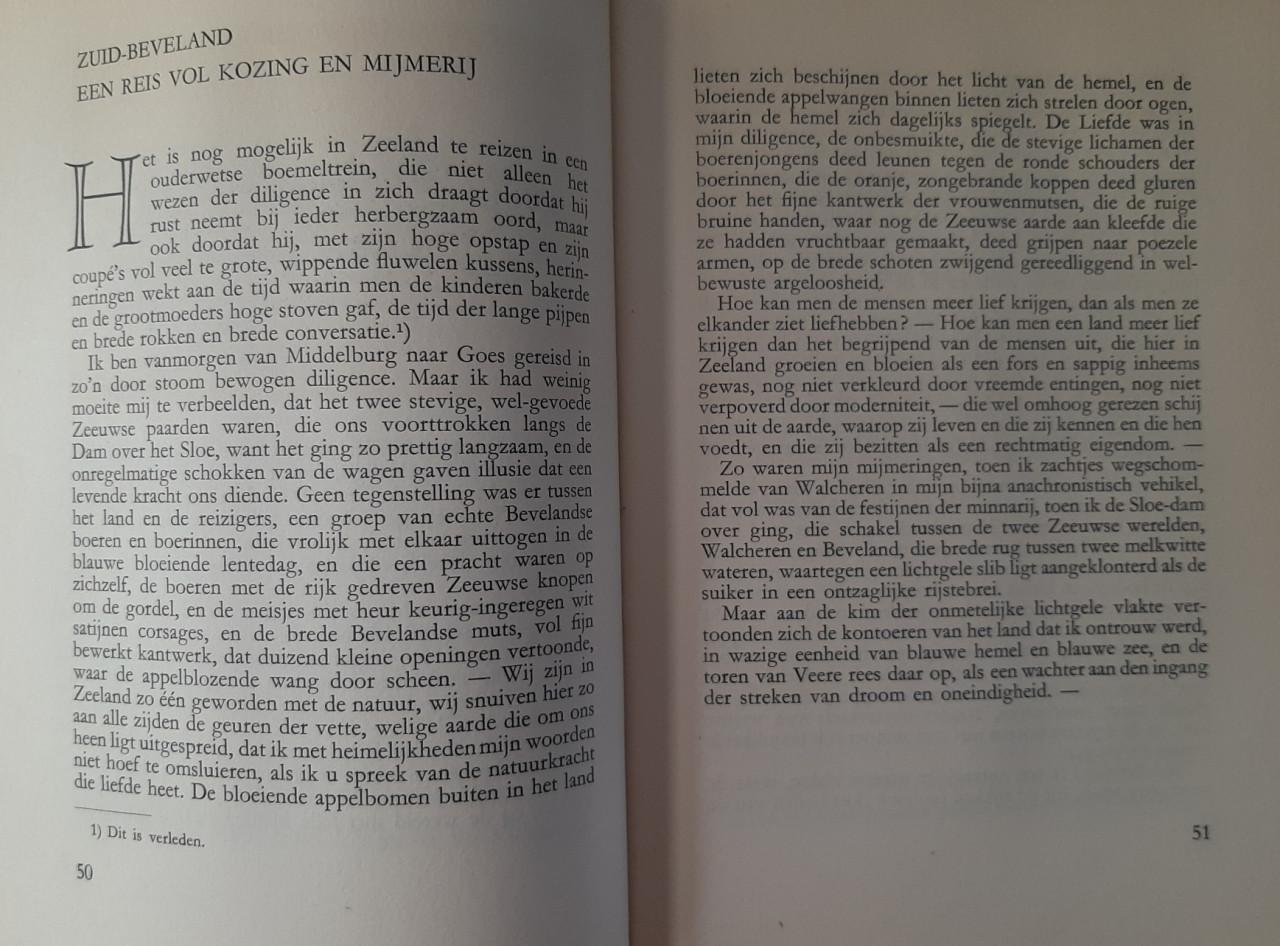 ZUID-BEVELAND
EEN REIS VOL KOZING EN MIJMERIJ
Het is nog mogelijk in Zeeland te reizen in een
ouderwetse boemeltrein, die niet alleen het
wezen der diligence in zich draagt doordat hij
rust neemt bij ieder herbergzaam oord, maar
ook doordat hij, met zijn hoge opstap en zijn
coupé's vol veel te grote, wippende fluwelen kussens, herin-
neringen wekt aan de tijd waarin men de kinderen bakerde
en de grootmoeders hoge stoven gaf, de tijd der lange pijpen
en brede rokken en brede conversatie.¹)
Ik ben vanmorgen van Middelburg naar Goes gereisd in
zo'n door stoom bewogen diligence. Maar ik had weinig
moeite mij te verbeelden, dat het twee stevige, wel-gevoede
Zeeuwse paarden waren, die ons voorttrokken langs de
Dam over het Sloe, want het ging zo prettig langzaam, en de
onregelmatige schokken van de wagen gaven illusie dat een
levende kracht ons diende. Geen tegenstelling was er tussen
het land en de reizigers, een groep van echte Bevelandse
boeren en boerinnen, die vrolijk met elkaar uittogen in de
blauwe bloeiende lentedag, en die een pracht waren op
zichzelf, de boeren met de rijk gedreven Zeeuwse knopen
om de gordel, en de meisjes met heur keurig-ingeregen wit
satijnen corsages, en de brede Bevelandse muts, vol fijn
bewerkt kantwerk, dat duizend kleine openingen vertoonde,
waar de appelblozende wang door scheen. — Wij zijn in
Zeeland zo één geworden met de natuur, wij snuiven hier zo
aan alle zijden de geuren der vette, welige aarde die om ons
heen ligt uitgespreid, dat ik met heimelijkheden mijn woorden
niet hoef te omsluieren, als ik u spreek van de natuurkracht
die liefde heet. De bloeiende appelbomen buiten in het land
1) Dit is verleden.
50
lieten zich beschijnen door het licht van de hemel, en de
bloeiende appelwangen binnen lieten zich strelen door ogen,
waarin de hemel zich dagelijks spiegelt. De Liefde was in
mijn diligence, de onbesmuikte, die de stevige lichamen der
boerenjongens deed leunen tegen de ronde schouders der
boerinnen, die de oranje, zongebrande koppen deed gluren
door het fijne kantwerk der vrouwenmutsen, die de ruige
bruine handen, waar nog de Zeeuwse aarde aan kleefde die
ze hadden vruchtbaar gemaakt, deed grijpen naar poezele
armen, op de brede schoten zwijgend gereedliggend in wel-
bewuste argeloosheid.
Hoe kan men de mensen meer lief krijgen, dan als men ze
elkander ziet liefhebben? — Hoe kan men een land meer lief
krijgen dan het begrijpend van de mensen uit, die hier in
Zeeland groeien en bloeien als een fors en sappig inheems
gewas, nog niet verkleurd door vreemde entingen, nog niet
verpoverd door moderniteit, — die wel omhoog gerezen schij
nen uit de aarde, waarop zij leven en die zij kennen en die hen
voedt, en die zij bezitten als een rechtmatig eigendom. —
Zo waren mijn mijmeringen, toen ik zachtjes wegschom-
melde van Walcheren in mijn bijna anachronistisch vehikel,
dat vol was van de festijnen der minnarij, toen ik de Sloe-dam
over ging, die schakel tussen de twee Zeeuwse werelden,
Walcheren en Beveland, die brede rug tussen twee melkwitte
wateren, waartegen een lichtgele slib ligt aangeklonterd als de
suiker in een ontzaglijke rijstebrei.
Maar aan de kim der onmetelijke lichtgele vlakte ver-
toonden zich de kontoeren van het land dat ik ontrouw werd,
in wazige eenheid van blauwe hemel en blauwe zee, en de
toren van Veere rees daar op, als een wachter aan den ingang
der streken van droom en oneindigheid. —
51